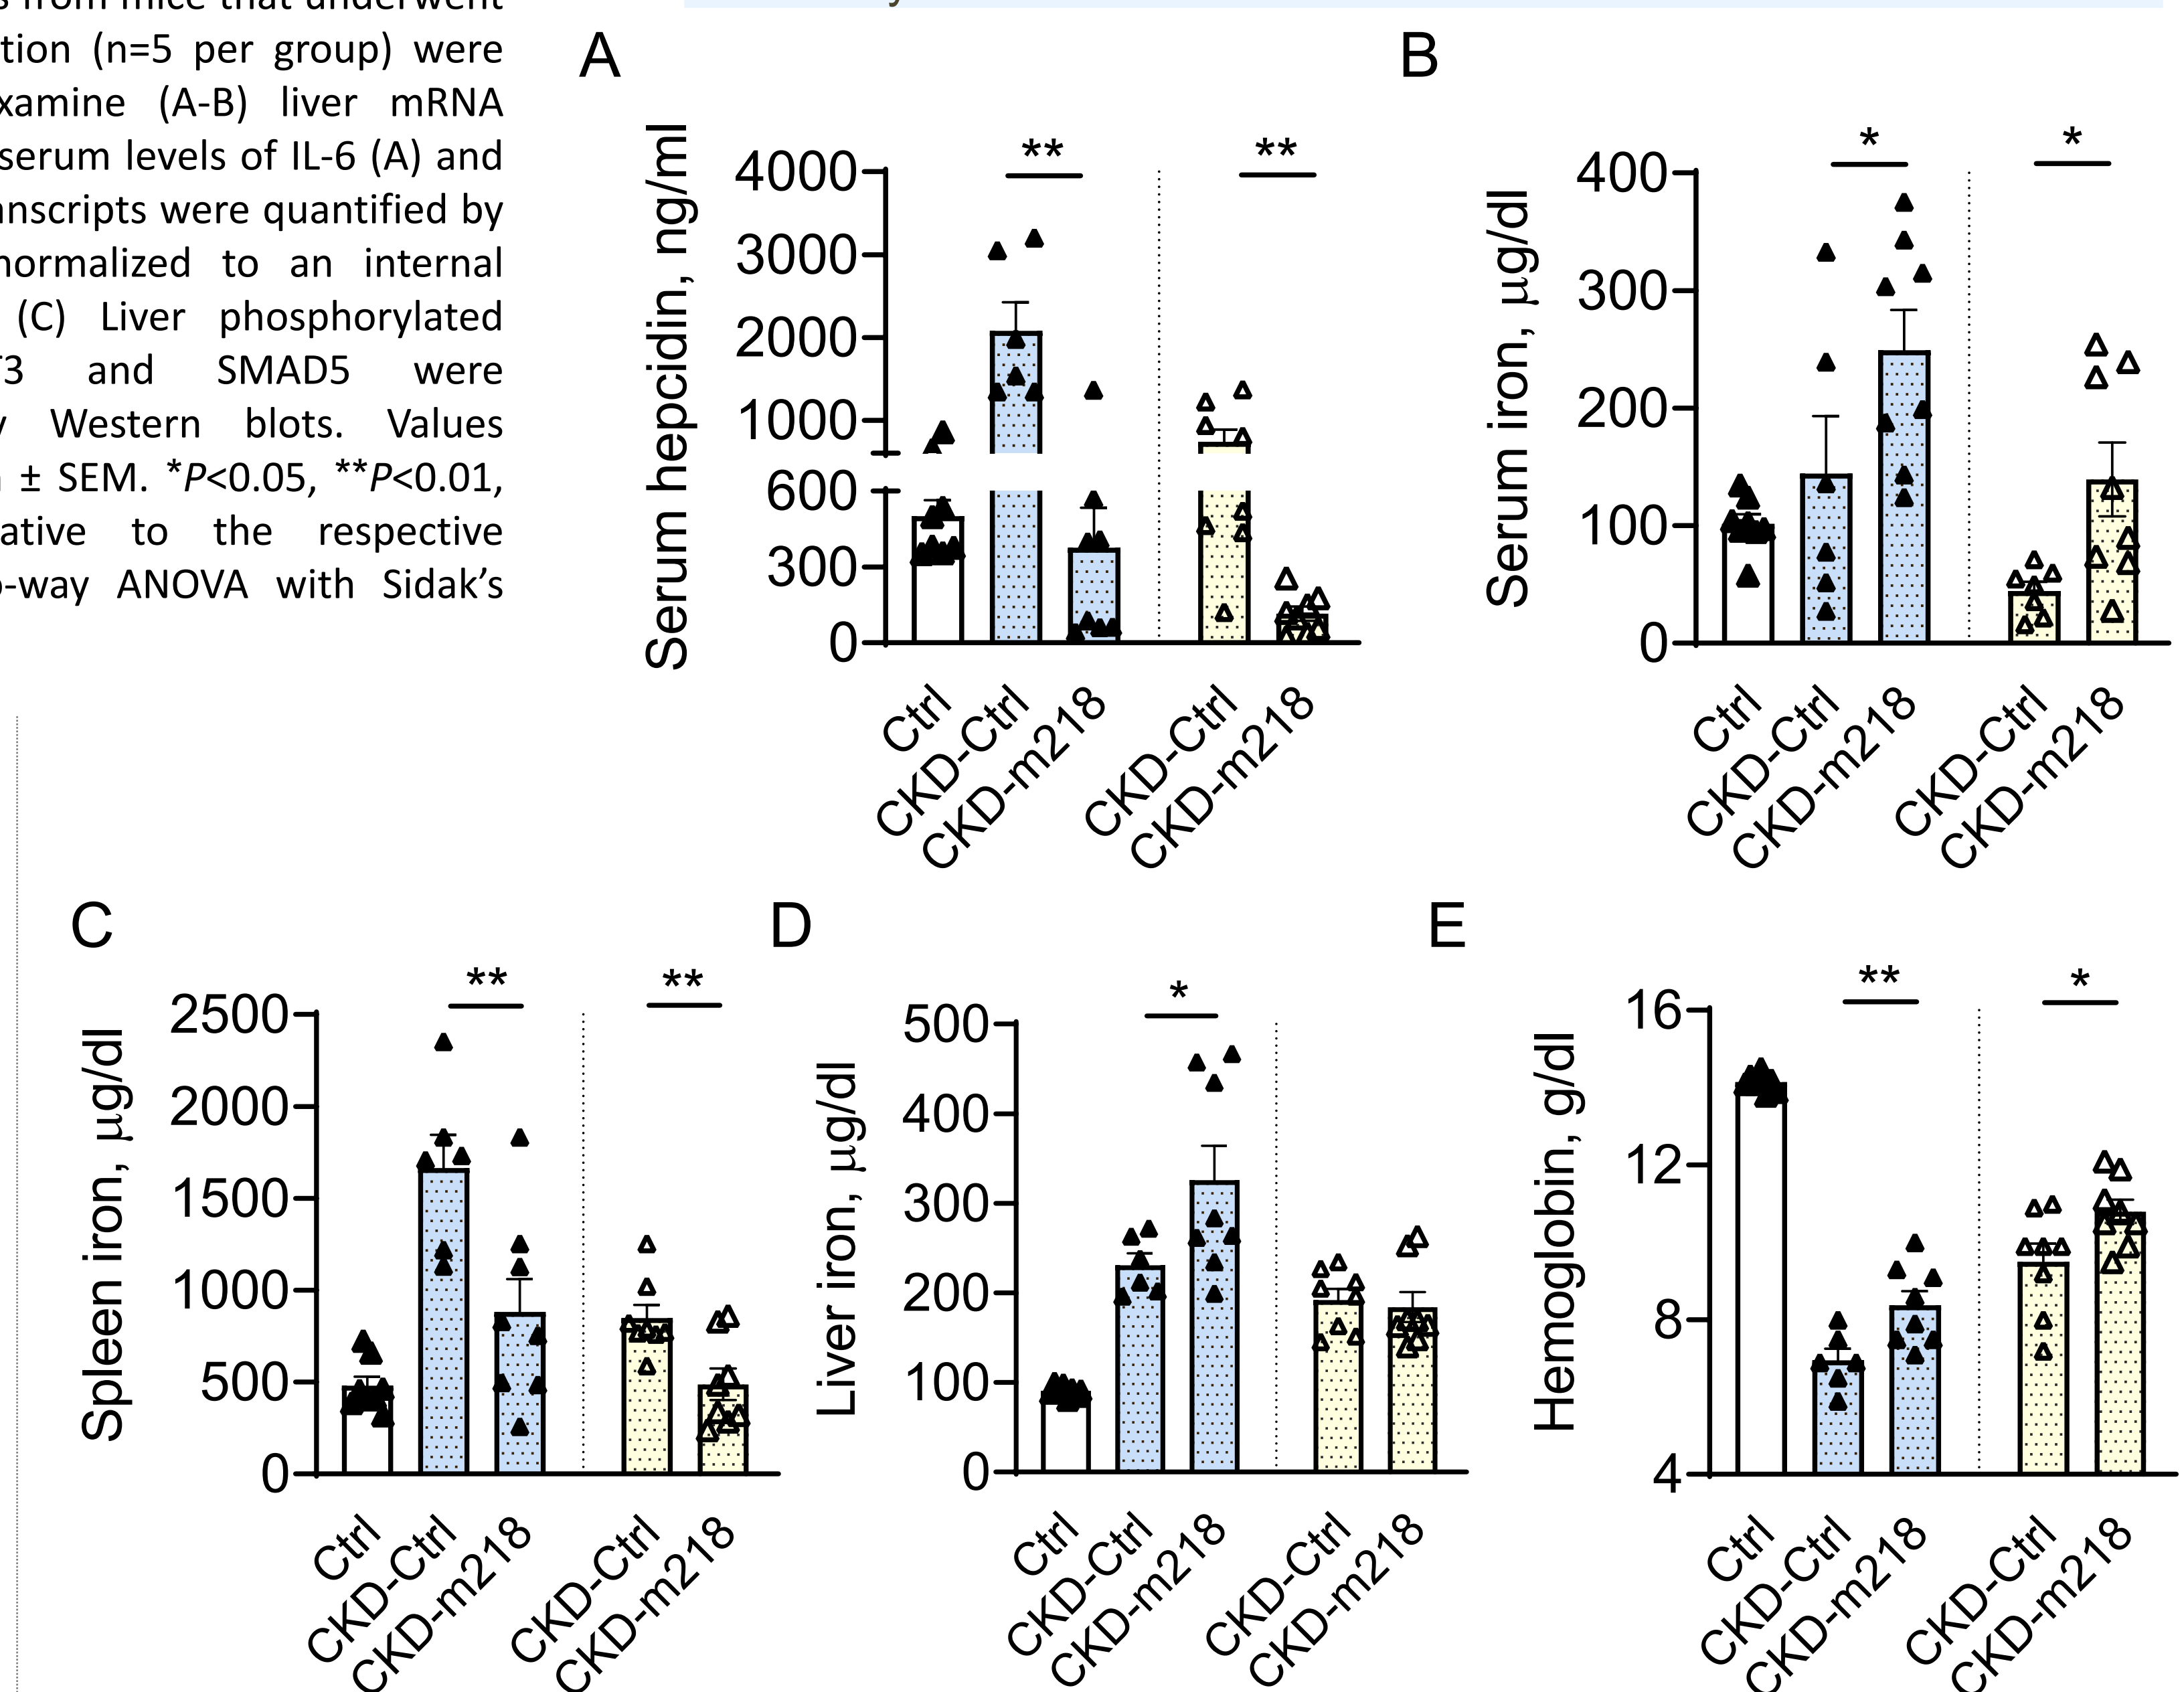 from mice that underwent
(n=5 per group) were
(A-B) liver mRNA
serum levels of IL-6 (A) and
were quantified by
normalized to an internal
(C) Liver phosphorylated
and SMAD5 were
Western blots. Values
± SEM. *P<0.05, **P<0.01,
to the respective
ANOVA with Sidak's
A
Serum hepcidin, ng/ml
4000
3000
2000
1000
600
300
0
**
**
Ctrl
CKD-Ctrl
CKD-m218
CKD-Ctrl
CKD-m218
B
Serum iron, µg/dl
400
300
200
100
0
*
*
Ctrl
CKD-Ctrl
CKD-m218
CKD-Ctrl
CKD-m218
C
Spleen iron, µg/dl
2500
2000
1500
1000
500
0
**
**
Ctrl
CKD-Ctrl
CKD-m218
CKD-Ctrl
CKD-m218
D
Liver iron, µg/dl
500
400
300
200
100
0
*
Ctrl
CKD-Ctrl
CKD-m218
CKD-Ctrl
CKD-m218
E
Hemoglobin, g/dl
16
12
8
4
**
*
Ctrl
CKD-Ctrl
CKD-m218
CKD-Ctrl
CKD-m218